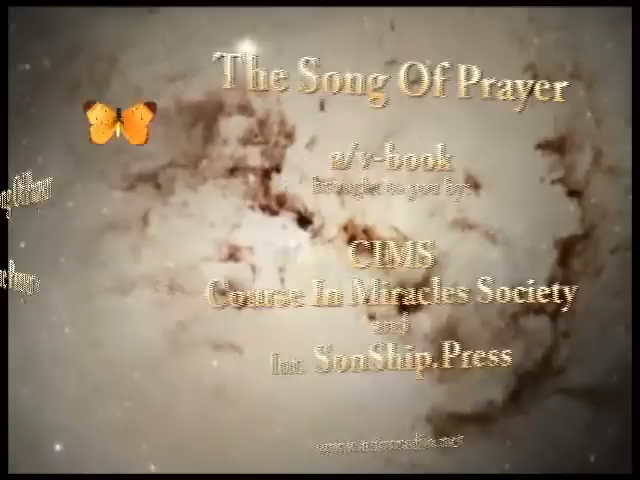 The Song Of Prayer
a/v-book
brought to you by:
CIMS
Course In Miracles Society
and
Int. SonShip.Press